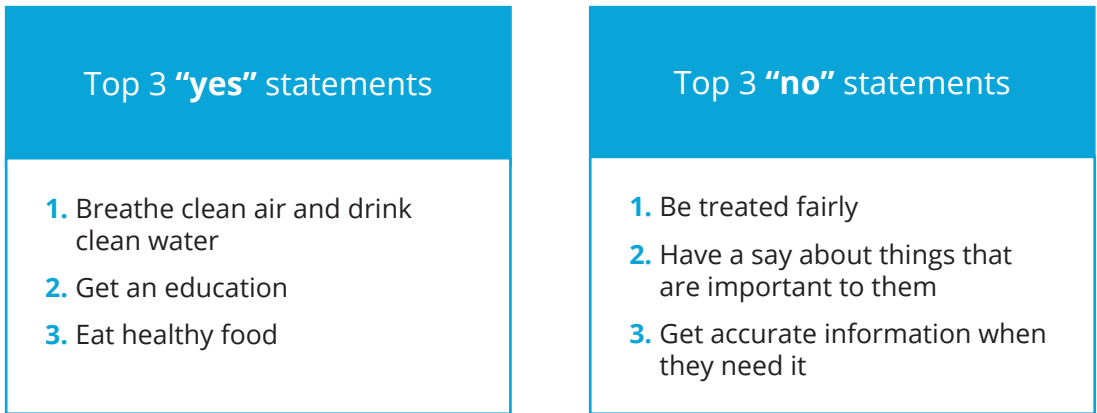 Top 3 “yes” statements
1. Breathe clean air and drink
clean water
2. Get an education
3. Eat healthy food
Top 3 “no” statements
1. Be treated fairly
2. Have a say about things that
are important to them
3. Get accurate information when
they need it